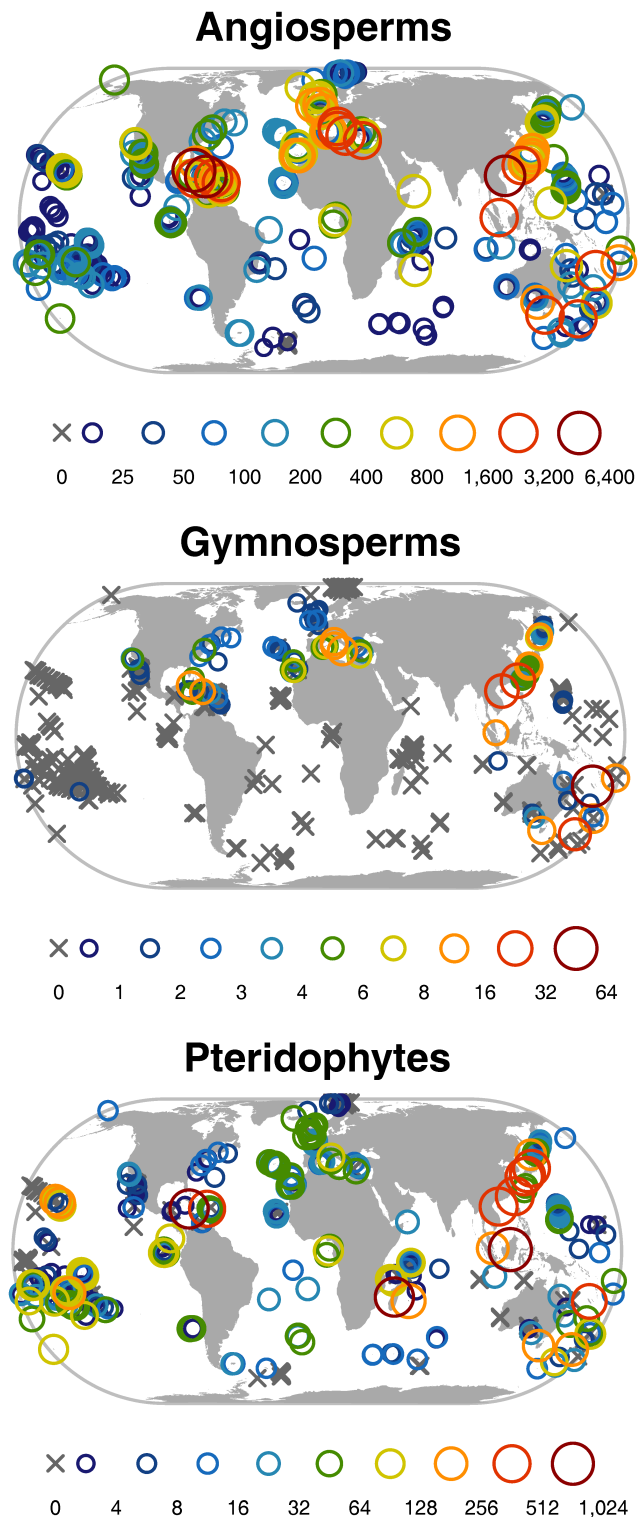 Angiosperms
0 25 50 100 200 400 800 1,600 3,200 6,400
Gymnosperms
0 1 2 3 4 6 8 16 32 64
Pteridophytes
0 4 8 16 32 64 128 256 512 1,024